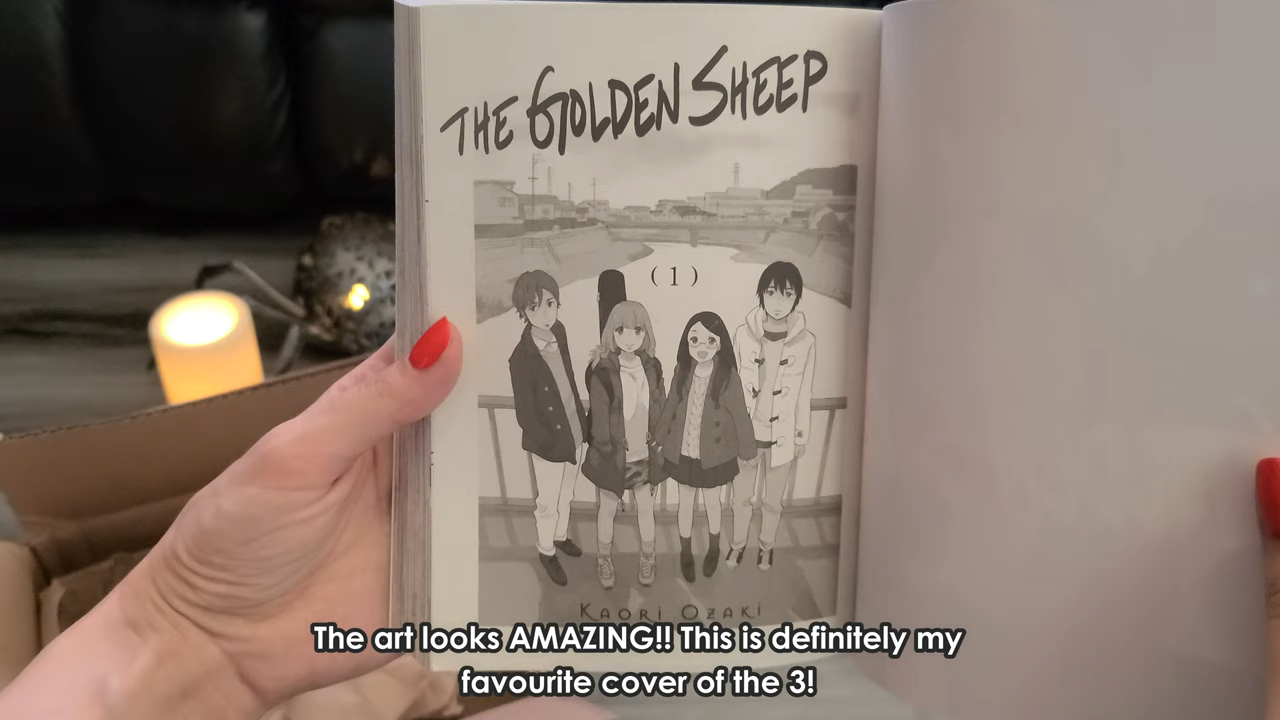 THE GOLDEN SHEEP
(1)
KAORI OZAKI
The art looks AMAZING!! This is definitely my
favourite cover of the 3!